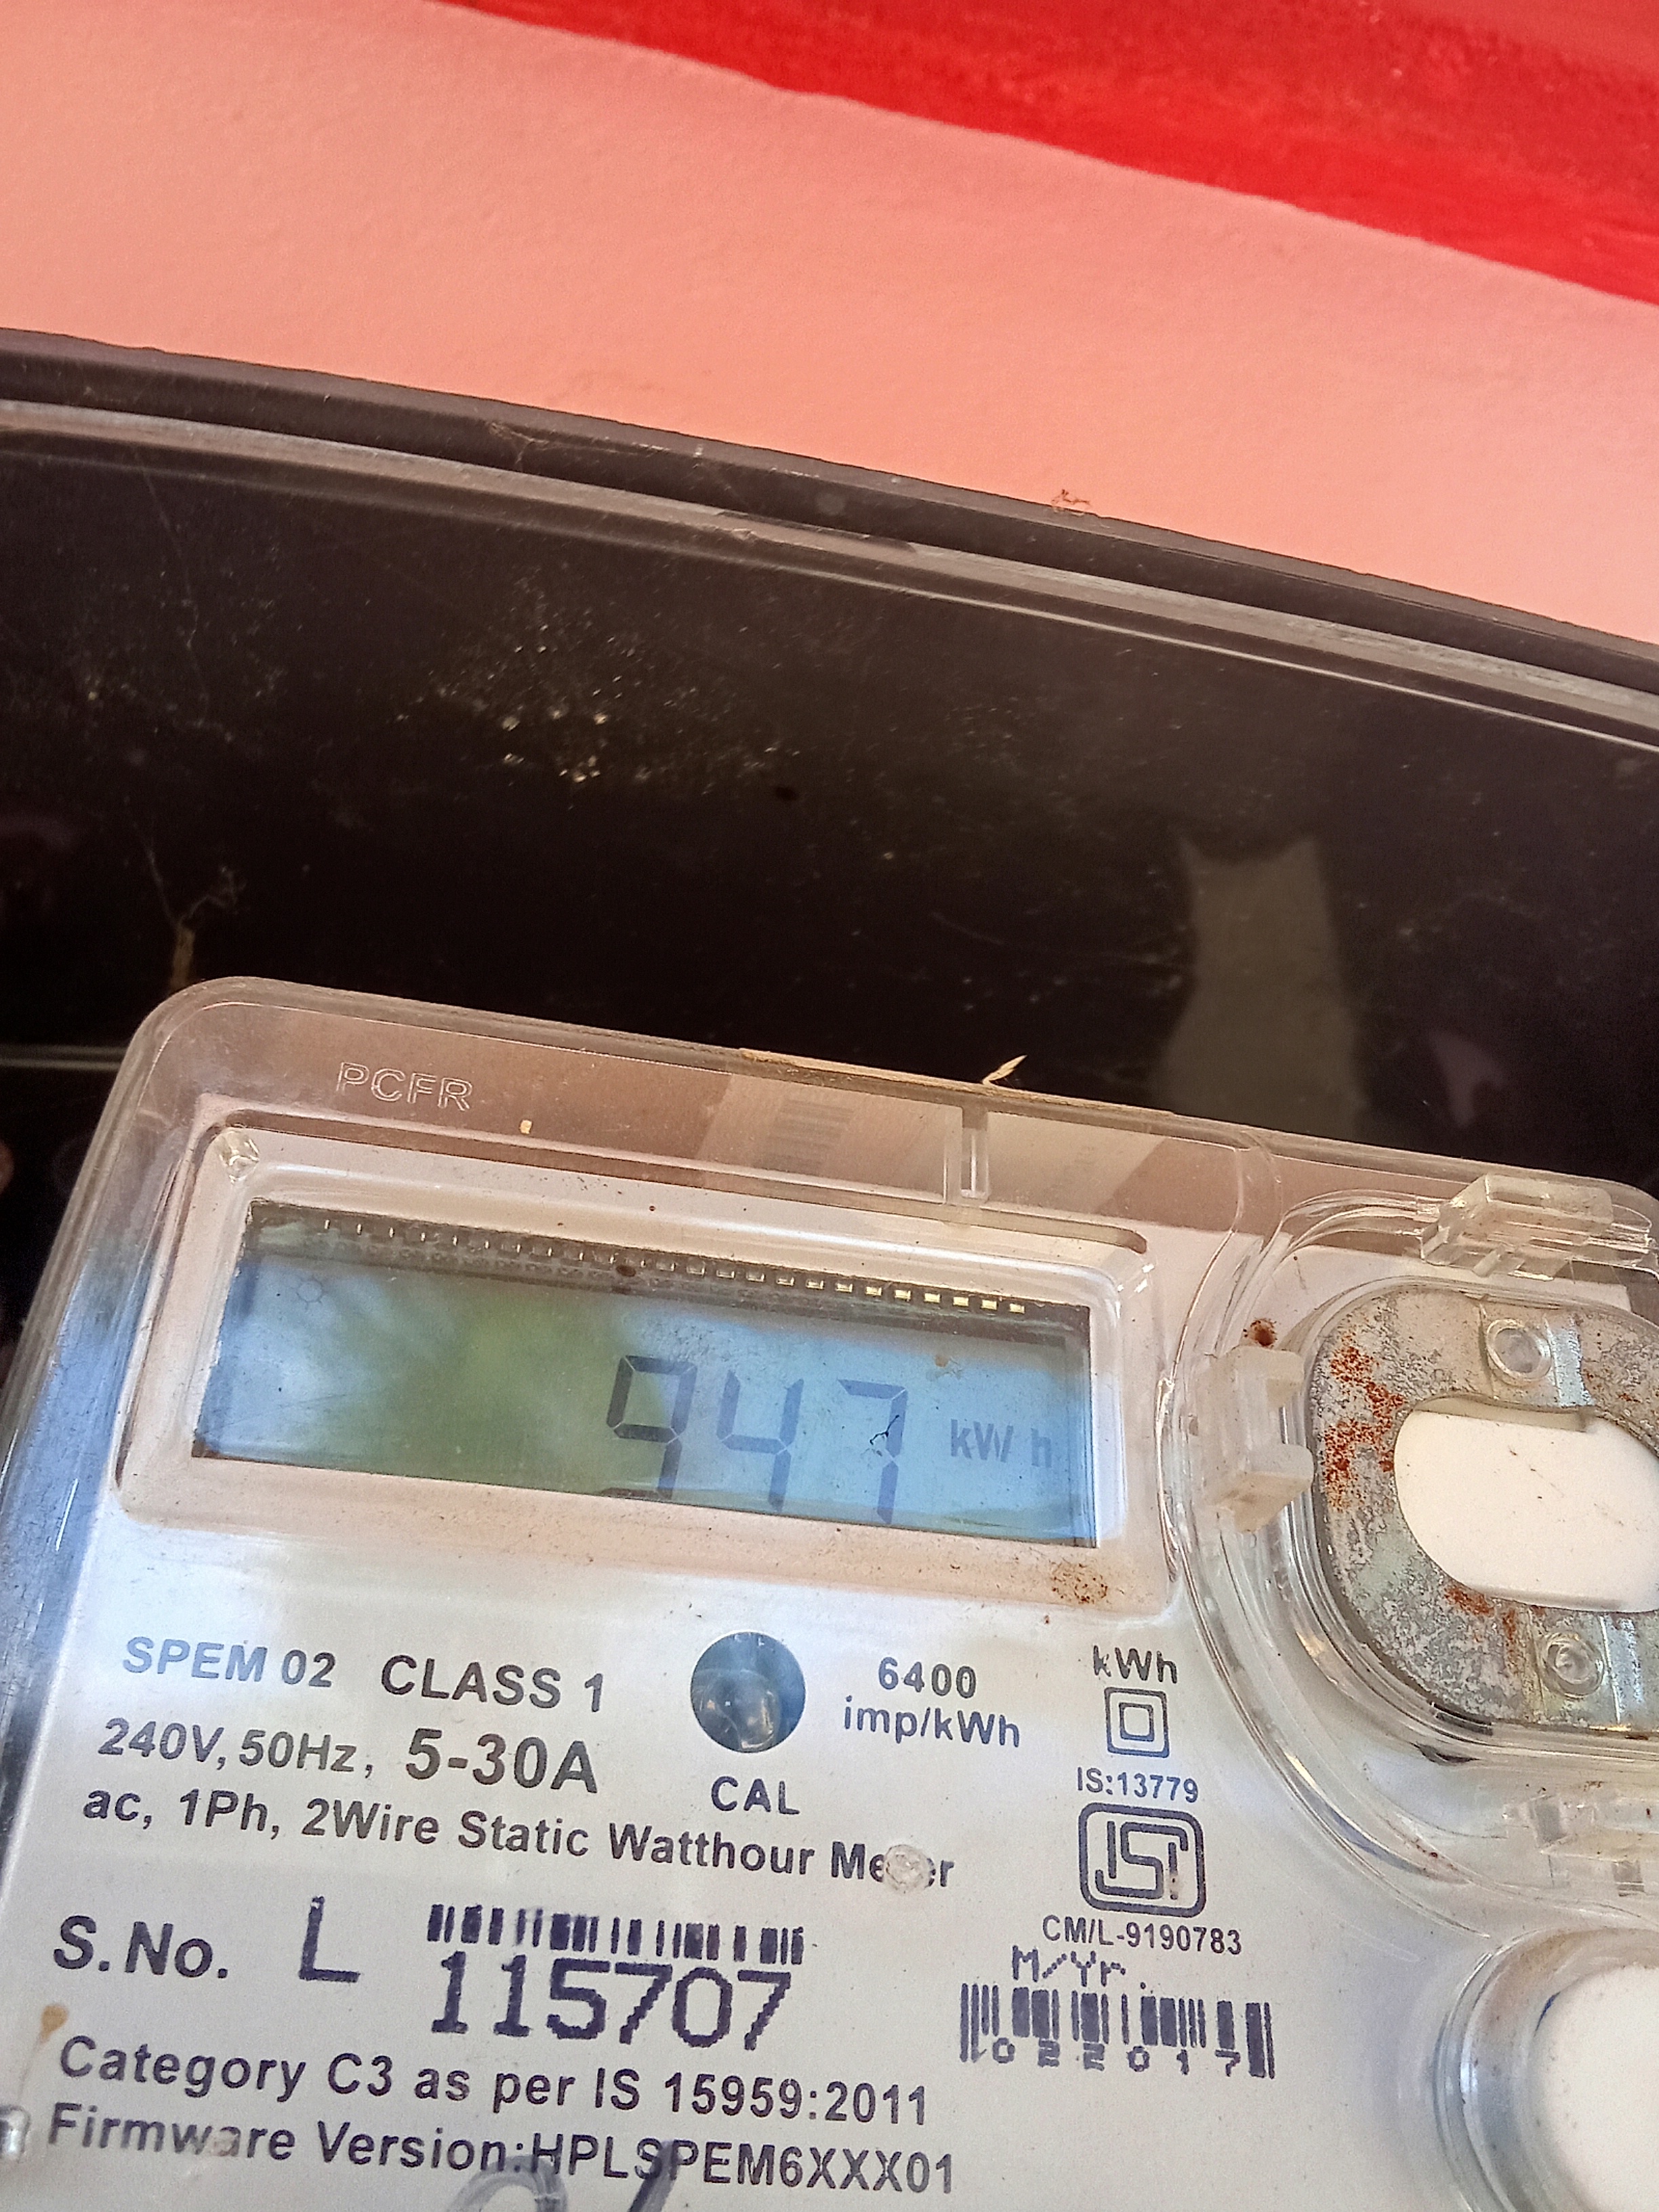 PCFR
947 kWh
SPEM 02 CLASS 1
240V, 50Hz, 5-30A
ac, 1Ph, 2Wire Static Watthour Meter
CAL
6400
imp/kWh
kWh
IS:13779
ISI
CM/L-9190783
M/Yr.
022017
S.No. L 115707
Category C3 as per IS 15959:2011
Firmware Version:HPLSPEM6XXX01